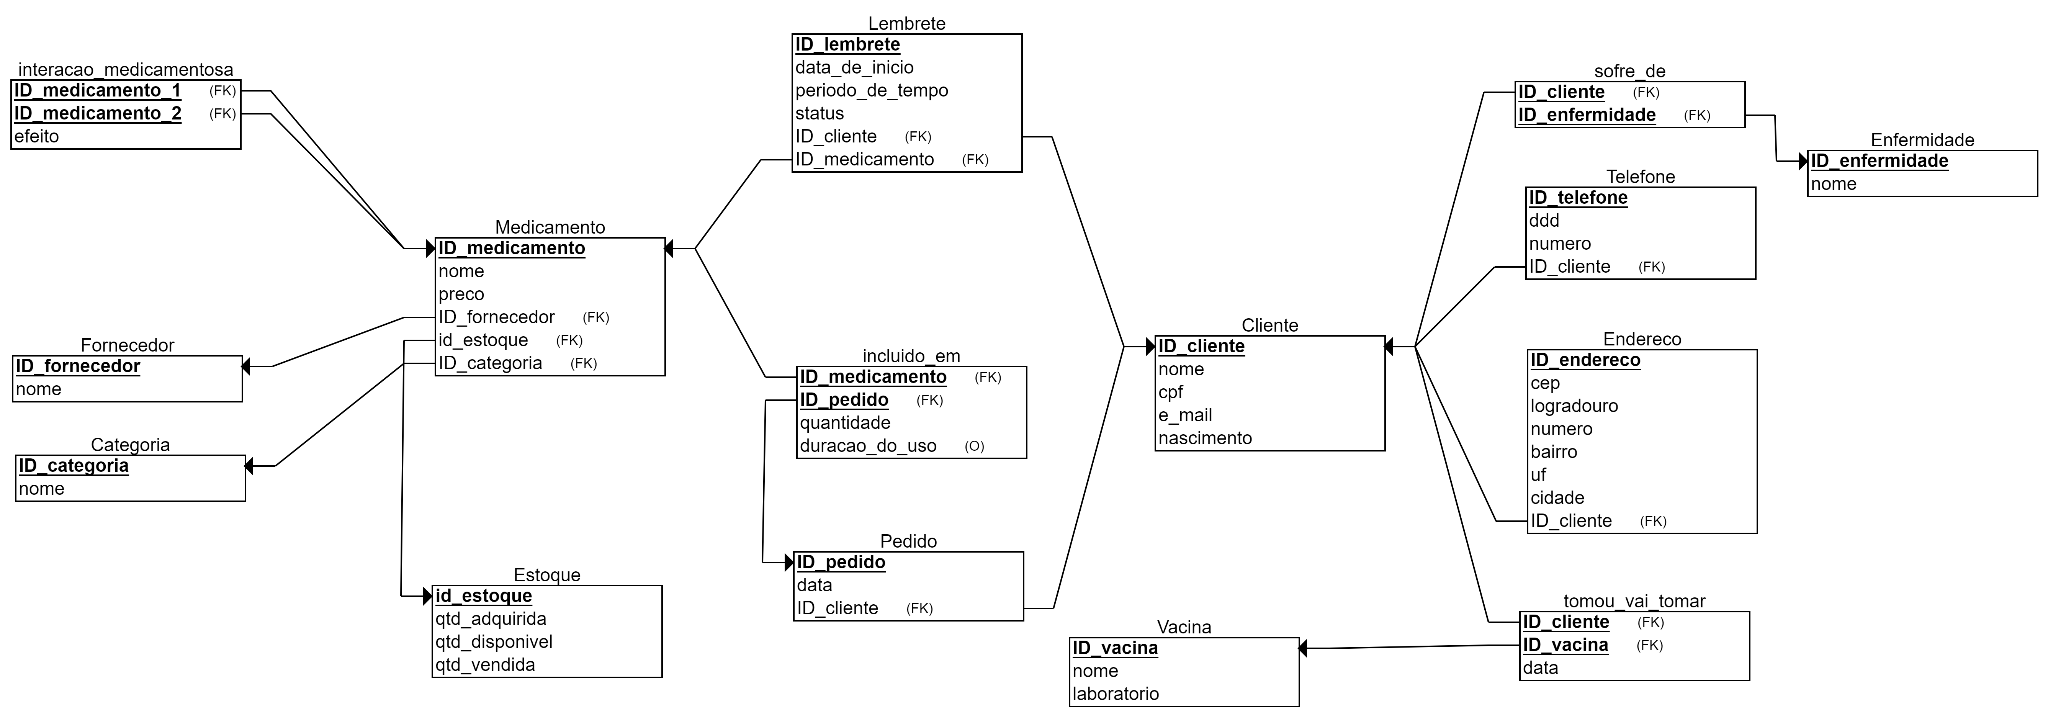 interacao_medicamentosa
ID_medicamento_1 (FK)
ID_medicamento_2 (FK)
efeito
Fornecedor
ID_fornecedor
nome
Categoria
ID_categoria
nome
Medicamento
ID_medicamento
nome
preco
ID_fornecedor (FK)
id_estoque (FK)
ID_categoria (FK)
Estoque
id_estoque
qtd_adquirida
qtd_disponivel
qtd_vendida
Lembrete
ID_lembrete
data_de_inicio
periodo_de_tempo
status
ID_cliente (FK)
ID_medicamento (FK)
incluido_em
ID_medicamento (FK)
ID_pedido (FK)
quantidade
duracao_do_uso (O)
Pedido
ID_pedido
data
ID_cliente (FK)
Cliente
ID_cliente
nome
cpf
e_mail
nascimento
Vacina
ID_vacina
nome
laboratorio
sofre_de
ID_cliente (FK)
ID_enfermidade (FK)
Enfermidade
ID_enfermidade
nome
Telefone
ID_telefone
ddd
numero
ID_cliente (FK)
Endereco
ID_endereco
cep
logradouro
numero
bairro
uf
cidade
ID_cliente (FK)
tomou_vai_tomar
ID_cliente (FK)
ID_vacina (FK)
data